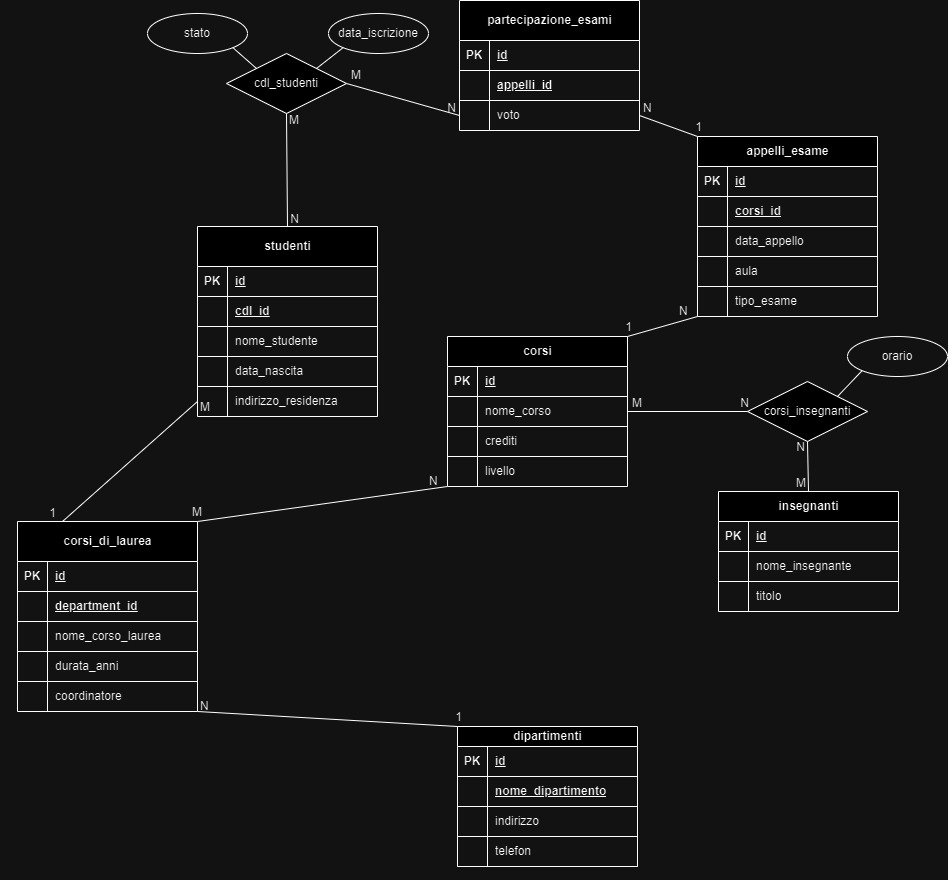 partecipazione_esami
stato
data_iscrizione
PK id
cdl_studenti
M
appelli_id
N
voto
N
M
1
appelli_esame
PK id
corsi_id
N
studenti
data_appello
aula
PK id
tipo_esame
cdl_id
N
1
nome_studente
corsi
orario
data_nascita
PK id
indirizzo_residenza
M
M
N
nome_corso
corsi_insegnanti
crediti
N
livello
N
M
M
1
insegnanti
corsi_di_laurea
PK id
nome_insegnante
PK id
titolo
department_id
nome_corso_laurea
durata_anni
coordinatore
N
1
dipartimenti
PK id
nome_dipartimento
indirizzo
telefon